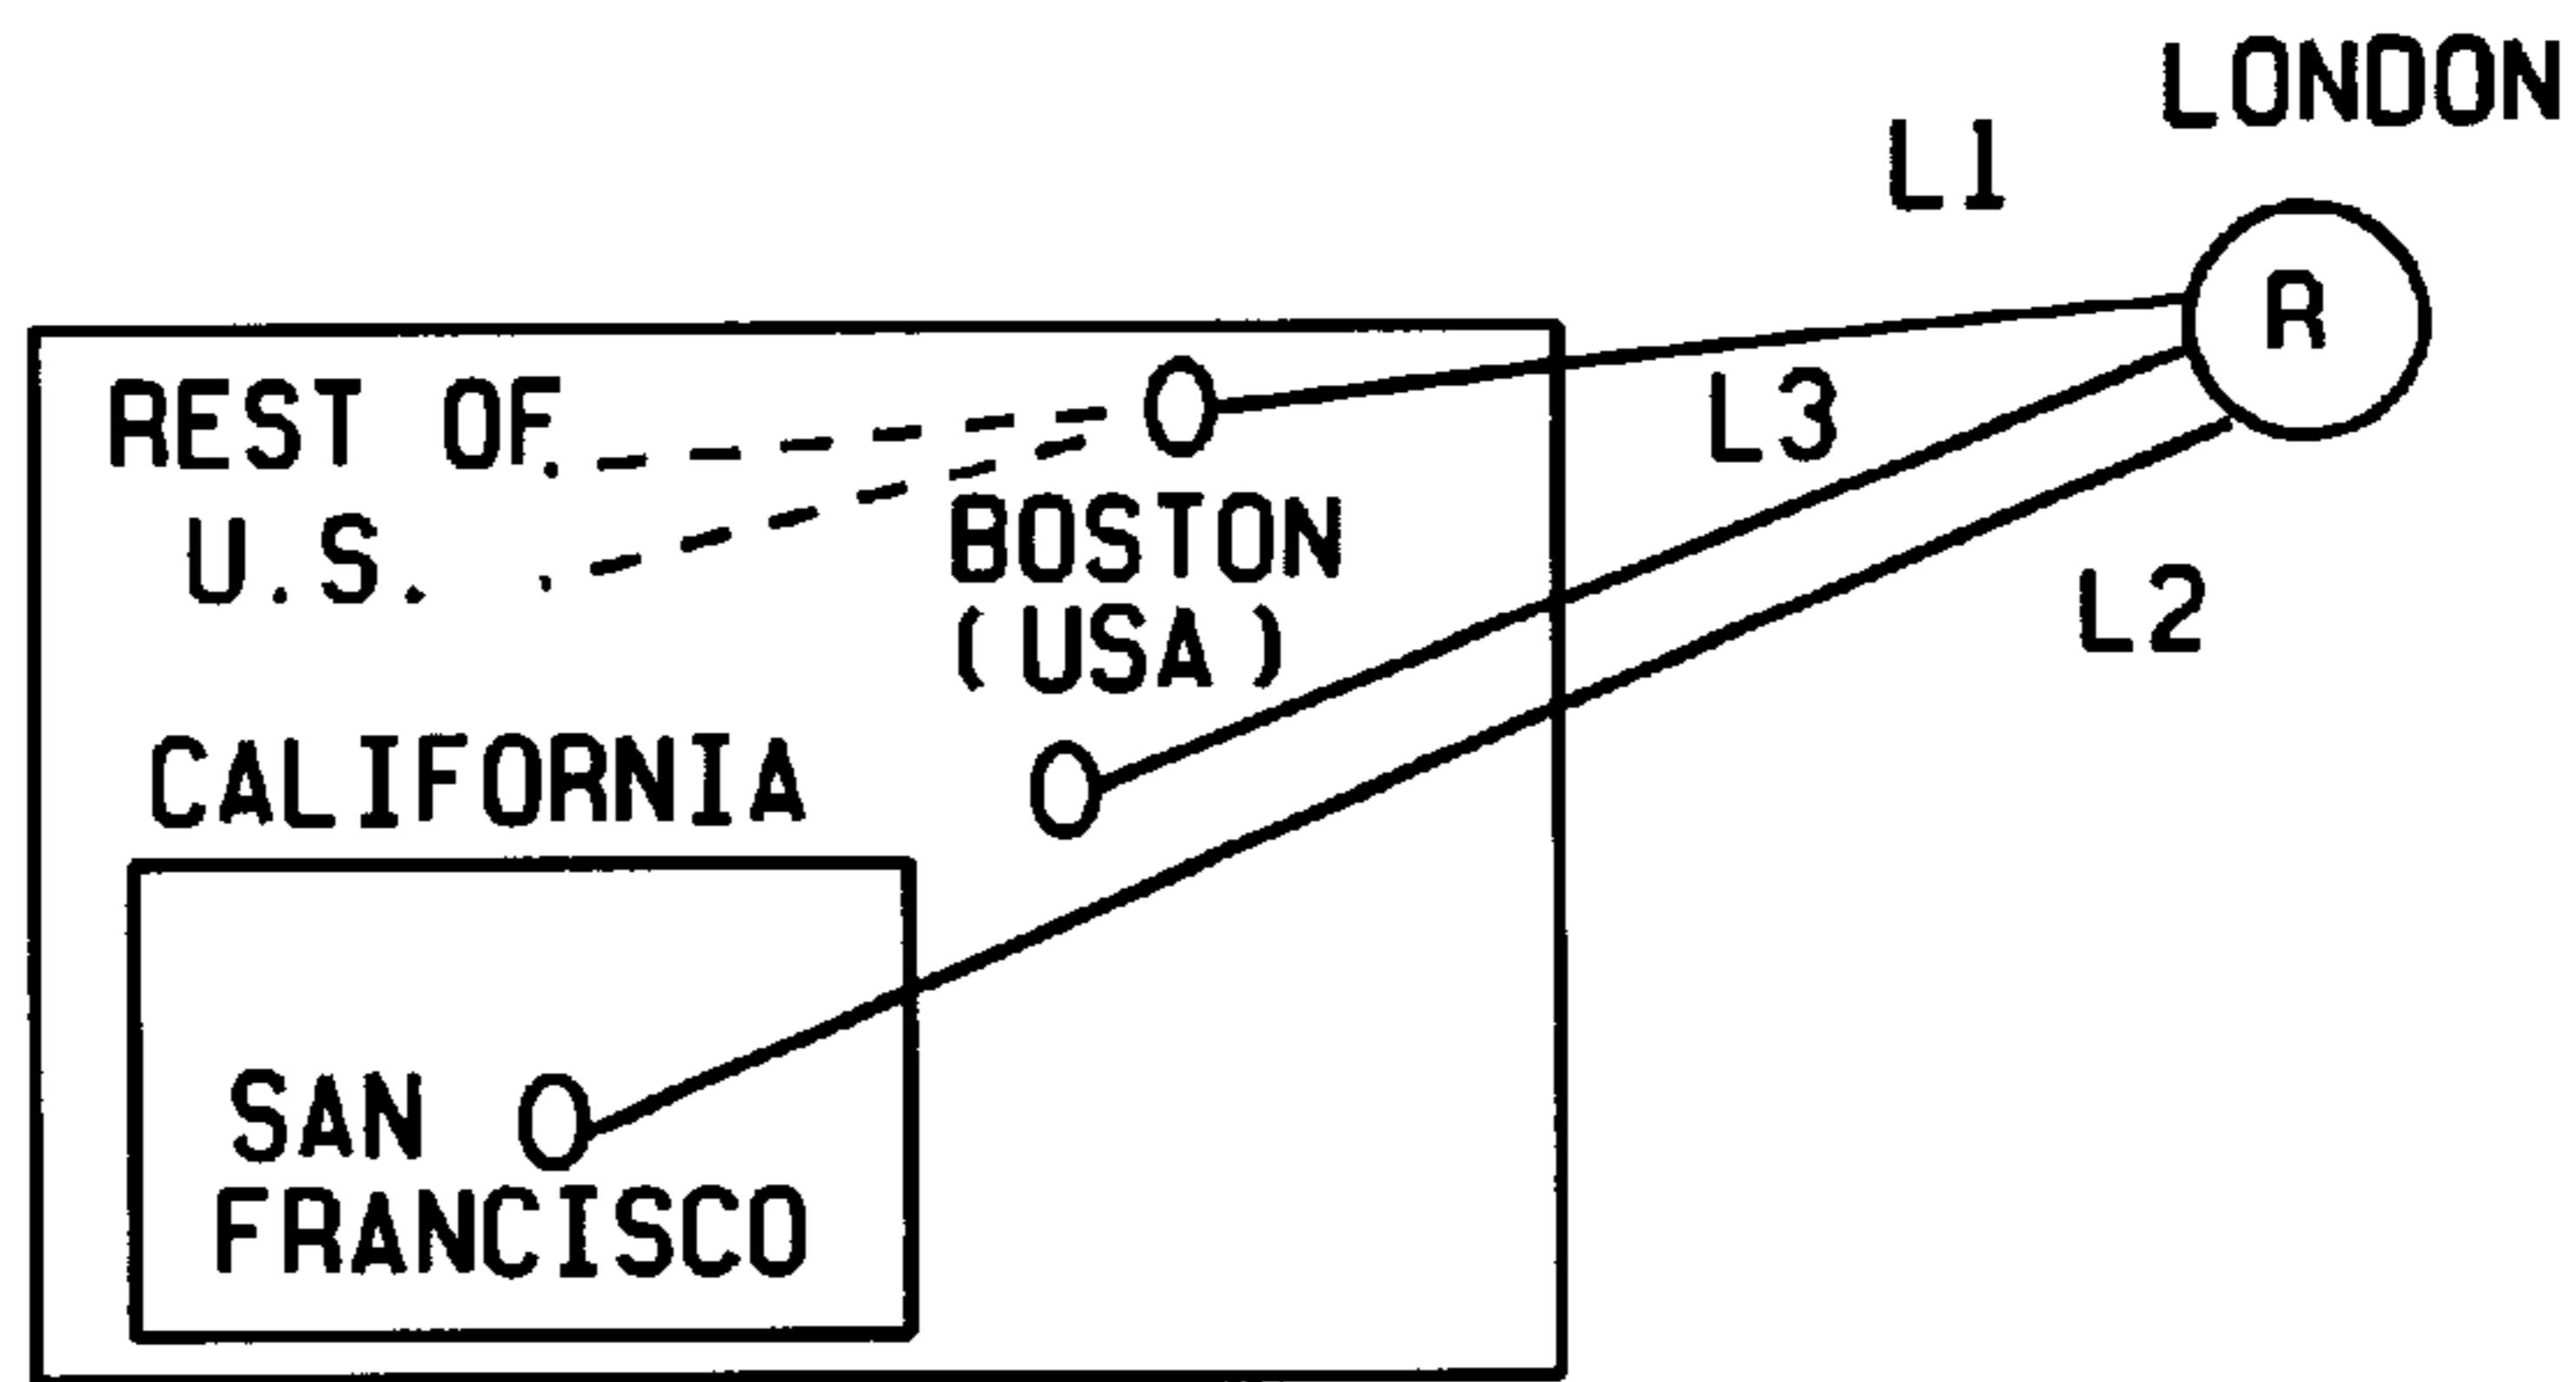 LONDON
L1
R
REST OF
U.S.
L3
BOSTON
(USA)
L2
CALIFORNIA
SAN
FRANCISCO